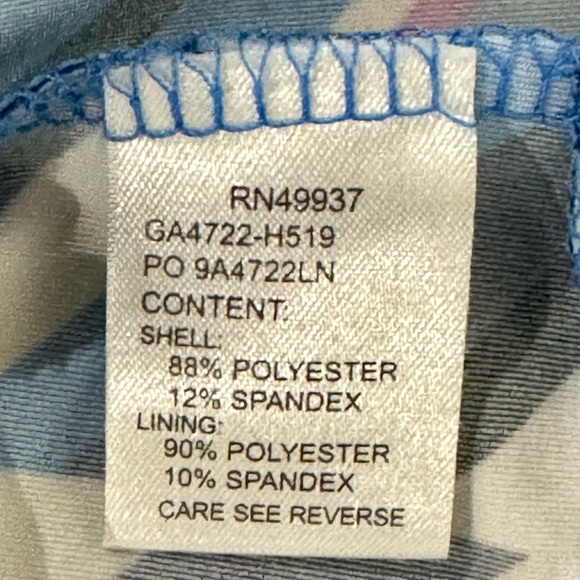 RN49937
GA4722-H519
PO 9A4722LN
CONTENT:
SHELL:
88% POLYESTER
12% SPANDEX
LINING:
90% POLYESTER
10% SPANDEX
CARE SEE REVERSE